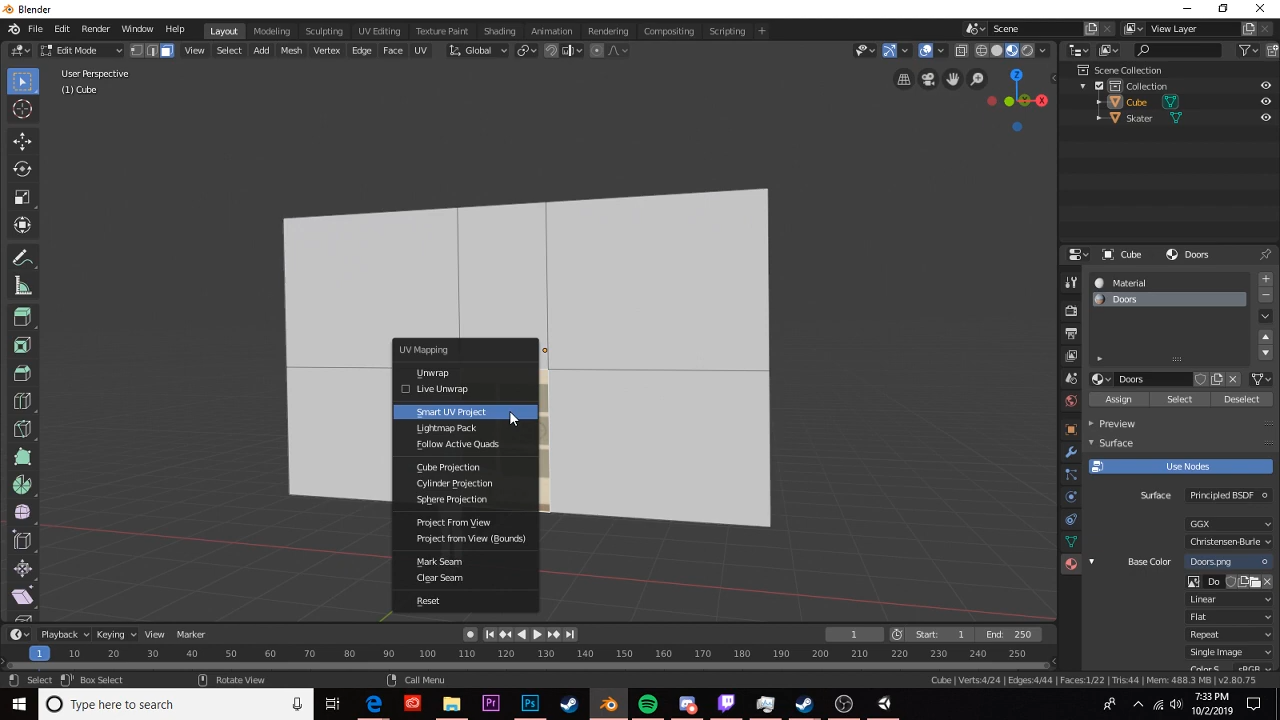 Blender
File Edit Render Window Help
Layout Modeling Sculpting UV Editing Texture Paint Shading Animation Rendering Compositing Scripting +
Scene
View Layer
Edit Mode View Select Add Mesh Vertex Edge Face UV Global
User Perspective
(1) Cube
Z
Y
X
Scene Collection
Collection
Cube
Skater
UV Mapping
Unwrap
Live Unwrap
Smart UV Project
Lightmap Pack
Follow Active Quads
Cube Projection
Cylinder Projection
Sphere Projection
Project From View
Project from View (Bounds)
Mark Seam
Clear Seam
Reset
Cube Doors
Material
Doors
Doors
Assign Select Deselect
Preview
Surface
Use Nodes
Surface Principled BSDF
GGX
Christensen-Burle
Base Color Doors.png
Do
Linear
Flat
Repeat
Single Image
Color S sRGB
Playback Keying View Marker
1 Start: 1 End: 250
1 10 20 30 40 50 60 70 80 90 100 110 120 130 140 150 160 170 180 190 200 210 220 230 240 250
Select Box Select Rotate View Call Menu
Cube | Verts:4/24 | Edges:4/44 | Faces:1/22 | Tris:44 | Mem: 488.3 MB | v2.80.75
Type here to search
7:33 PM
10/2/2019